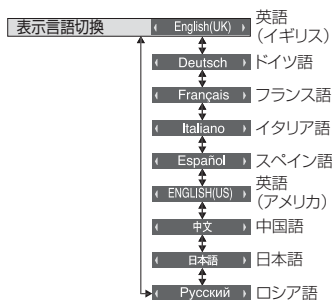 表示言語切換
English(UK)
英語
（イギリス）
Deutsch
ドイツ語
Français
フランス語
Italiano
イタリア語
Español
スペイン語
ENGLISH(US)
英語
（アメリカ）
中文
中国語
日本語
日本語
Русский
ロシア語